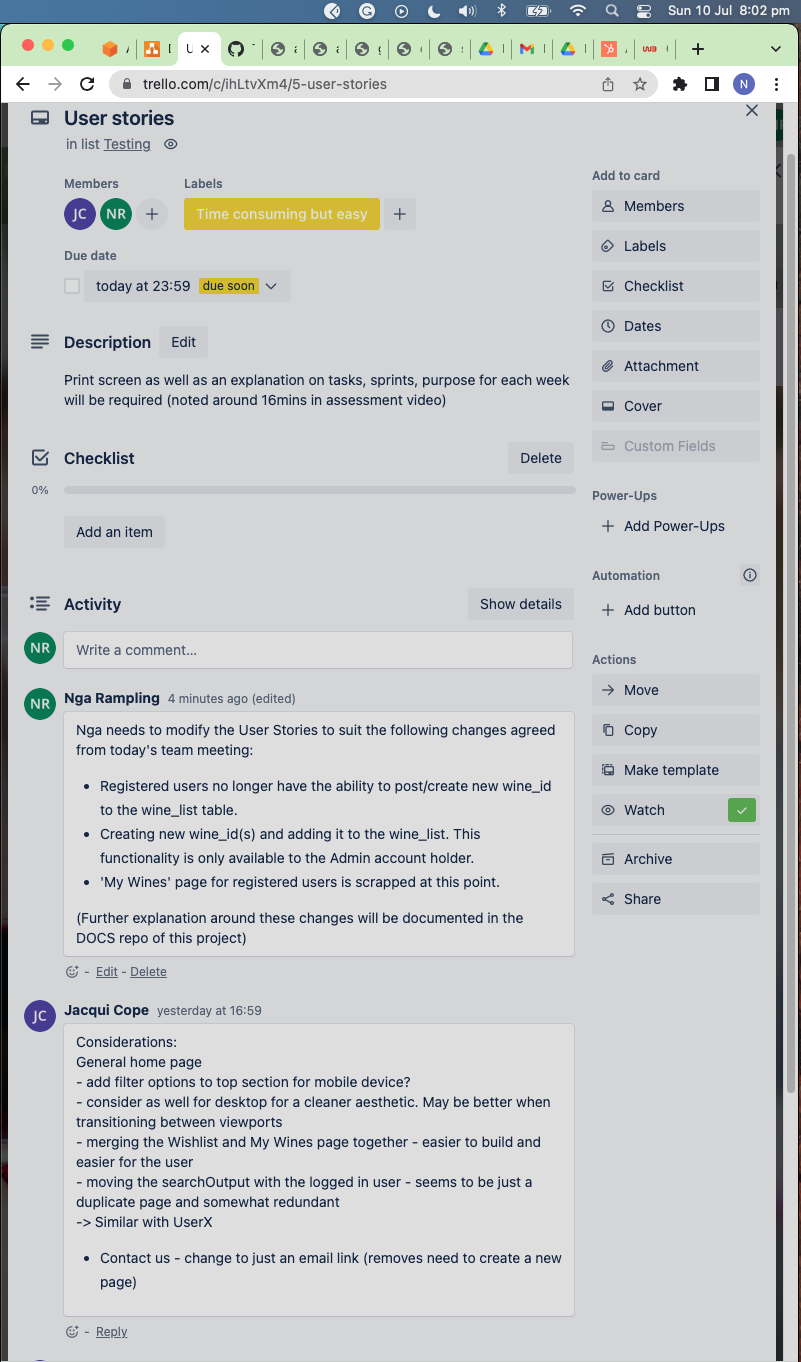 Sun 10 Jul 8:02 pm
trello.com/c/ihLtvXm4/5-user-stories
N
User stories
in list Testing
Members
Labels
JC
NR
Time consuming but easy
Due date
today at 23:59 due soon
Description
Edit
Print screen as well as an explanation on tasks, sprints, purpose for each week
will be required (noted around 16mins in assessment video)
Checklist
Delete
0%
Add an item
Activity
Show details
NR
Write a comment...
NR
Nga Rampling 4 minutes ago (edited)
Nga needs to modify the User Stories to suit the following changes agreed
from today's team meeting:
• Registered users no longer have the ability to post/create new wine_id
to the wine_list table.
• Creating new wine_id(s) and adding it to the wine_list. This
functionality is only available to the Admin account holder.
• 'My Wines' page for registered users is scrapped at this point.
(Further explanation around these changes will be documented in the
DOCS repo of this project)
- Edit - Delete
JC
Jacqui Cope yesterday at 16:59
Considerations:
General home page
- add filter options to top section for mobile device?
- consider as well for desktop for a cleaner aesthetic. May be better when
transitioning between viewports
- merging the Wishlist and My Wines page together - easier to build and
easier for the user
- moving the searchOutput with the logged in user - seems to be just a
duplicate page and somewhat redundant
-> Similar with UserX
• Contact us - change to just an email link (removes need to create a new
page)
- Reply
Add to card
Members
Labels
Checklist
Dates
Attachment
Cover
Custom Fields
Power-Ups
+ Add Power-Ups
Automation
+ Add button
Actions
Move
Copy
Make template
Watch
Archive
Share